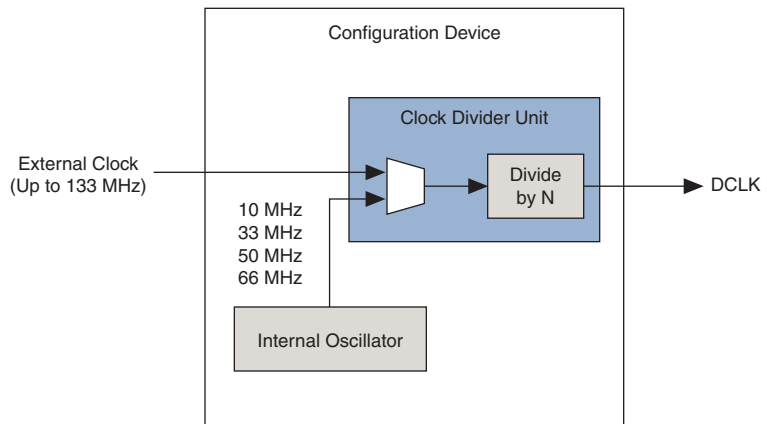 Configuration Device
Clock Divider Unit
External Clock
(Up to 133 MHz)
Divide
by N
DCLK
10 MHz
33 MHz
50 MHz
66 MHz
Internal Oscillator